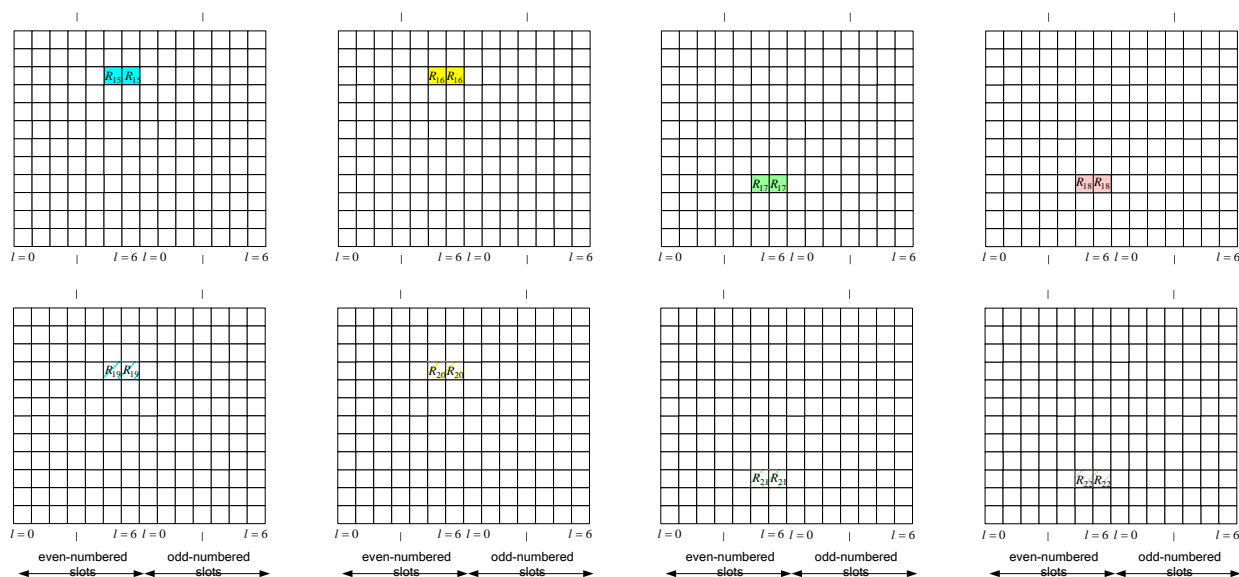 R15 R15 R16 R16 R17 R17 R18 R18
l = 0 l = 6 l = 0 l = 6 l = 0 l = 6 l = 0 l = 6 l = 0 l = 6 l = 0 l = 6 l = 0 l = 6 l = 0 l = 6
R19 R19 R20 R20 R21 R21 R22 R22
l = 0 l = 6 l = 0 l = 6 l = 0 l = 6 l = 0 l = 6 l = 0 l = 6 l = 0 l = 6 l = 0 l = 6 l = 0 l = 6
even-numbered odd-numbered even-numbered odd-numbered even-numbered odd-numbered even-numbered odd-numbered
slots slots slots slots slots slots slots slots